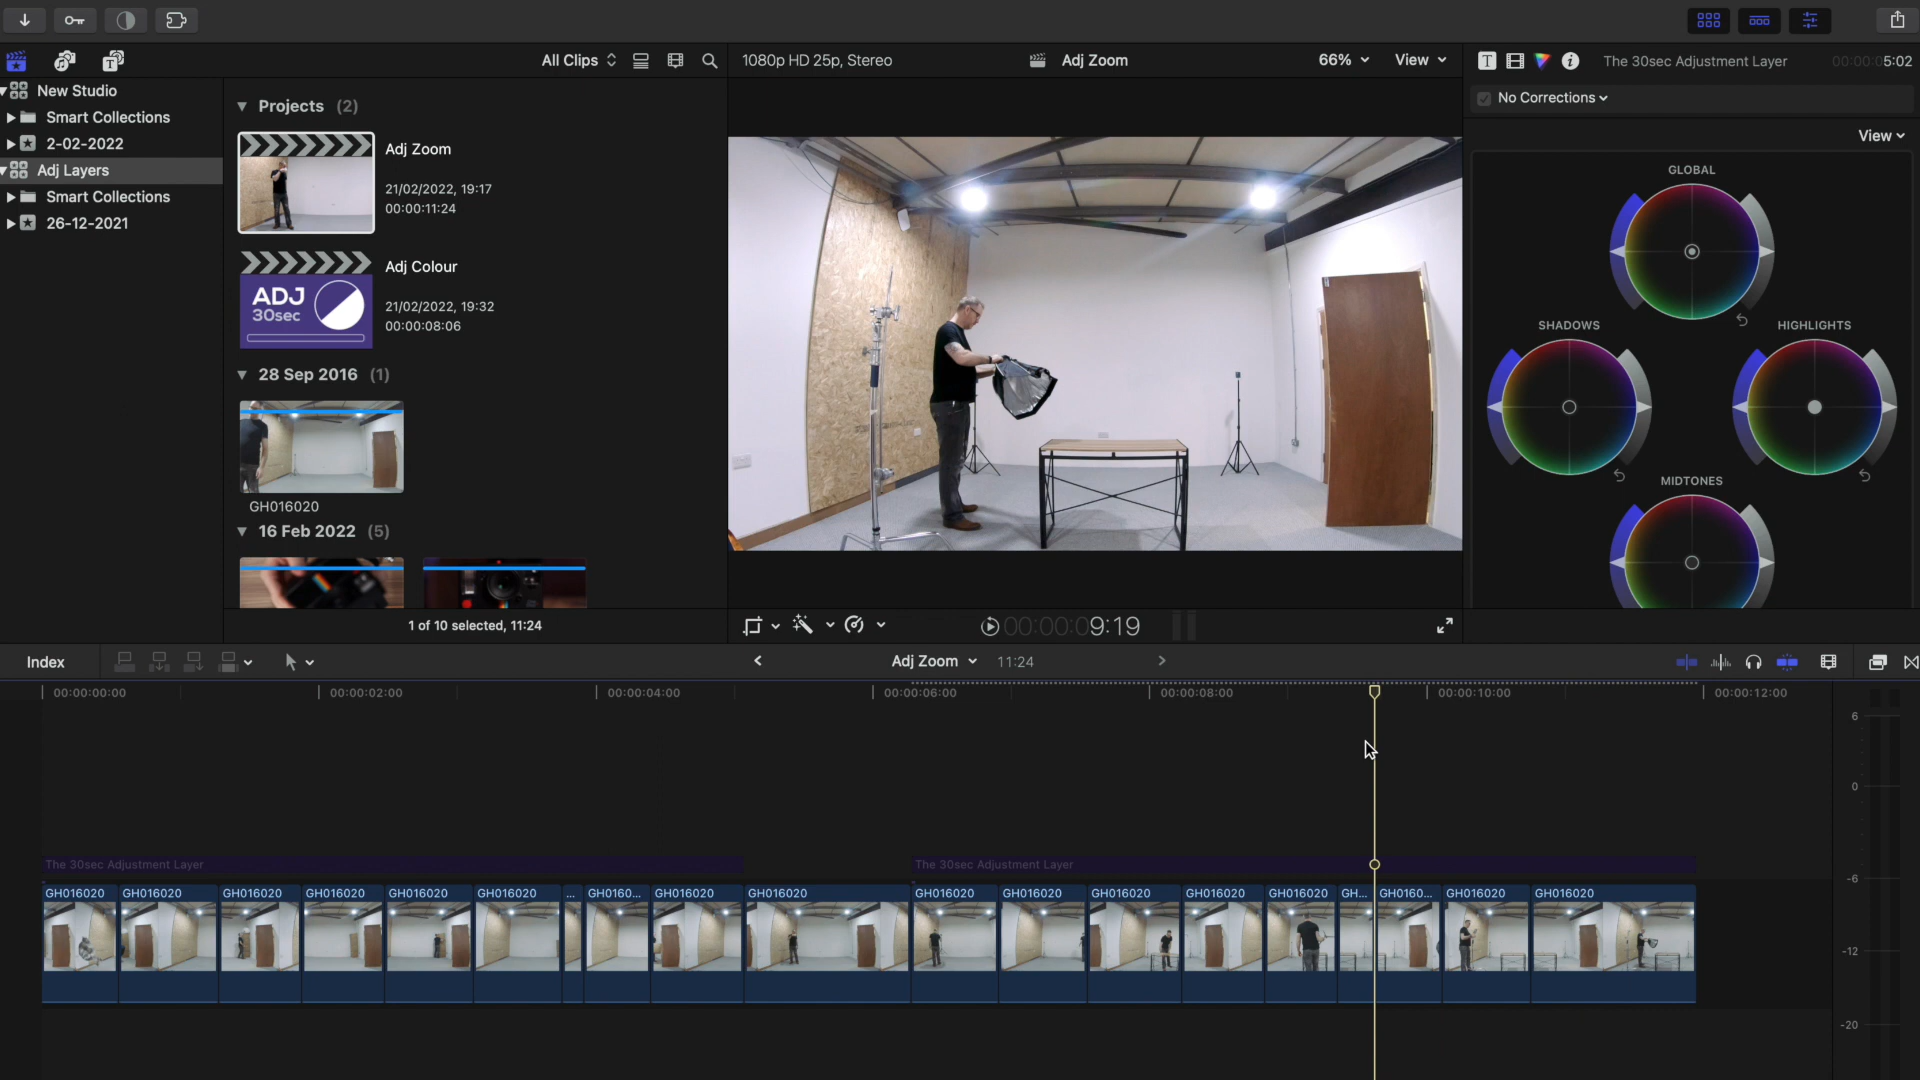 All Clips
1080p HD 25p, Stereo
Adj Zoom
66%
View
The 30sec Adjustment Layer
00:00:05:02
No Corrections
View
New Studio
Smart Collections
2-02-2022
Adj Layers
Smart Collections
26-12-2021
Projects (2)
Adj Zoom
21/02/2022, 19:17
00:00:11:24
ADJ
30sec
Adj Colour
21/02/2022, 19:32
00:00:08:06
28 Sep 2016 (1)
GH016020
16 Feb 2022 (5)
1 of 10 selected, 11:24
GLOBAL
SHADOWS
HIGHLIGHTS
MIDTONES
00:00:09:19
Index
Adj Zoom
11:24
00:00:00:00
00:00:02:00
00:00:04:00
00:00:06:00
00:00:08:00
00:00:10:00
00:00:12:00
The 30sec Adjustment Layer
The 30sec Adjustment Layer
GH016020
GH016020
GH016020
GH016020
GH016020
GH016020
...
GH0160...
GH016020
GH016020
GH016020
GH016020
GH016020
GH016020
GH016020
GH...
GH0160...
GH016020
GH016020
6
0
-6
-12
-20